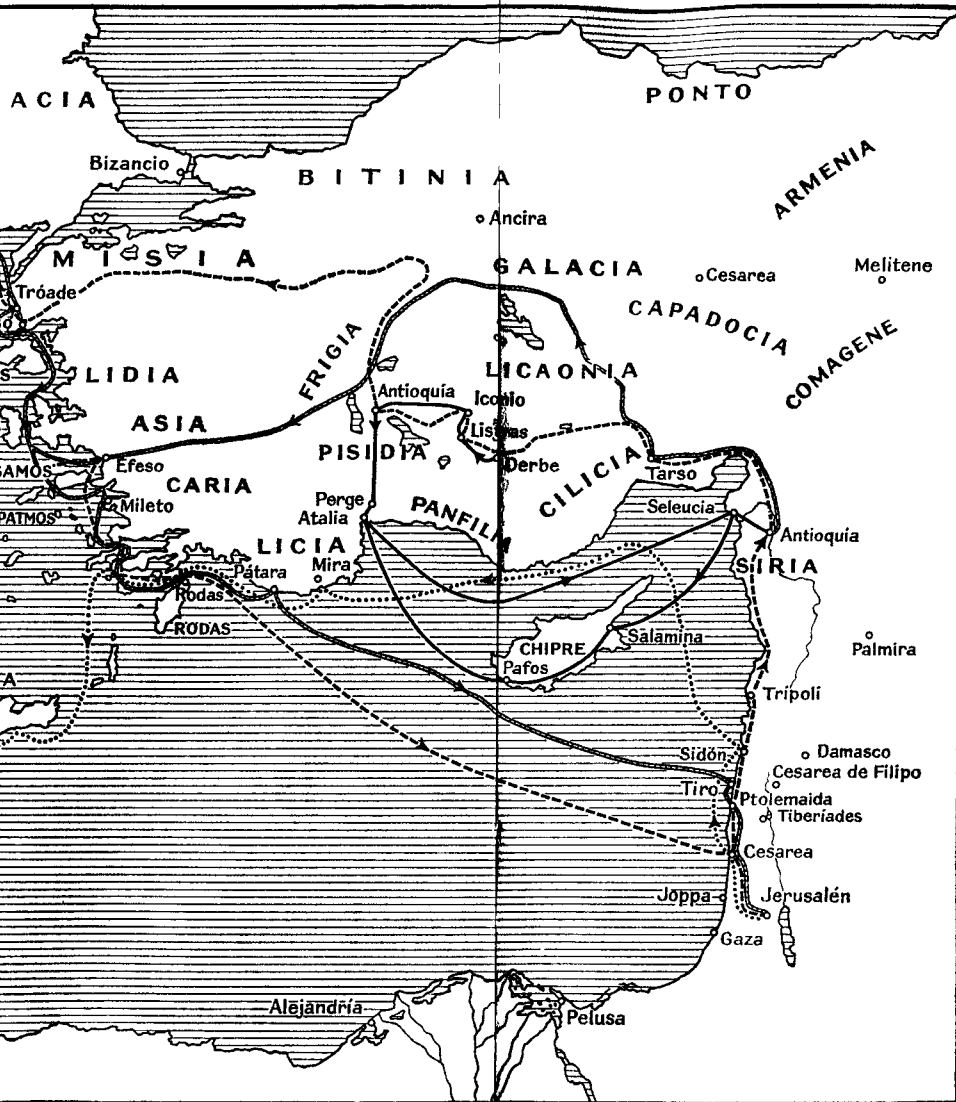 ACIA
PONTO
Bizancio
BITINIA
ARMENIA
Ancira
MISIA
GALACIA
Cesarea
Melitene
Tróade
CAPADOCIA
COMAGENE
FRIGIA
LIDIA
LICAONIA
Antioquía
Iconio
ASIA
Listras
PISIDIA
Efeso
Derbe
CILICIA
Tarso
SAMOS
CARIA
Mileto
Perge
Atalia
PANFILI
Seleucia
PATMOS
Antioquía
LICIA
Mira
Pátara
SIRIA
Rodas
RODAS
CHIPRE
Salamina
Palmira
Pafos
A
Trípoli
Sidón
Damasco
Cesarea de Filipo
Tiro
Ptolemaida
Tiberíades
Cesarea
Joppa
Jerusalén
Gaza
Alejandría
Pelusa